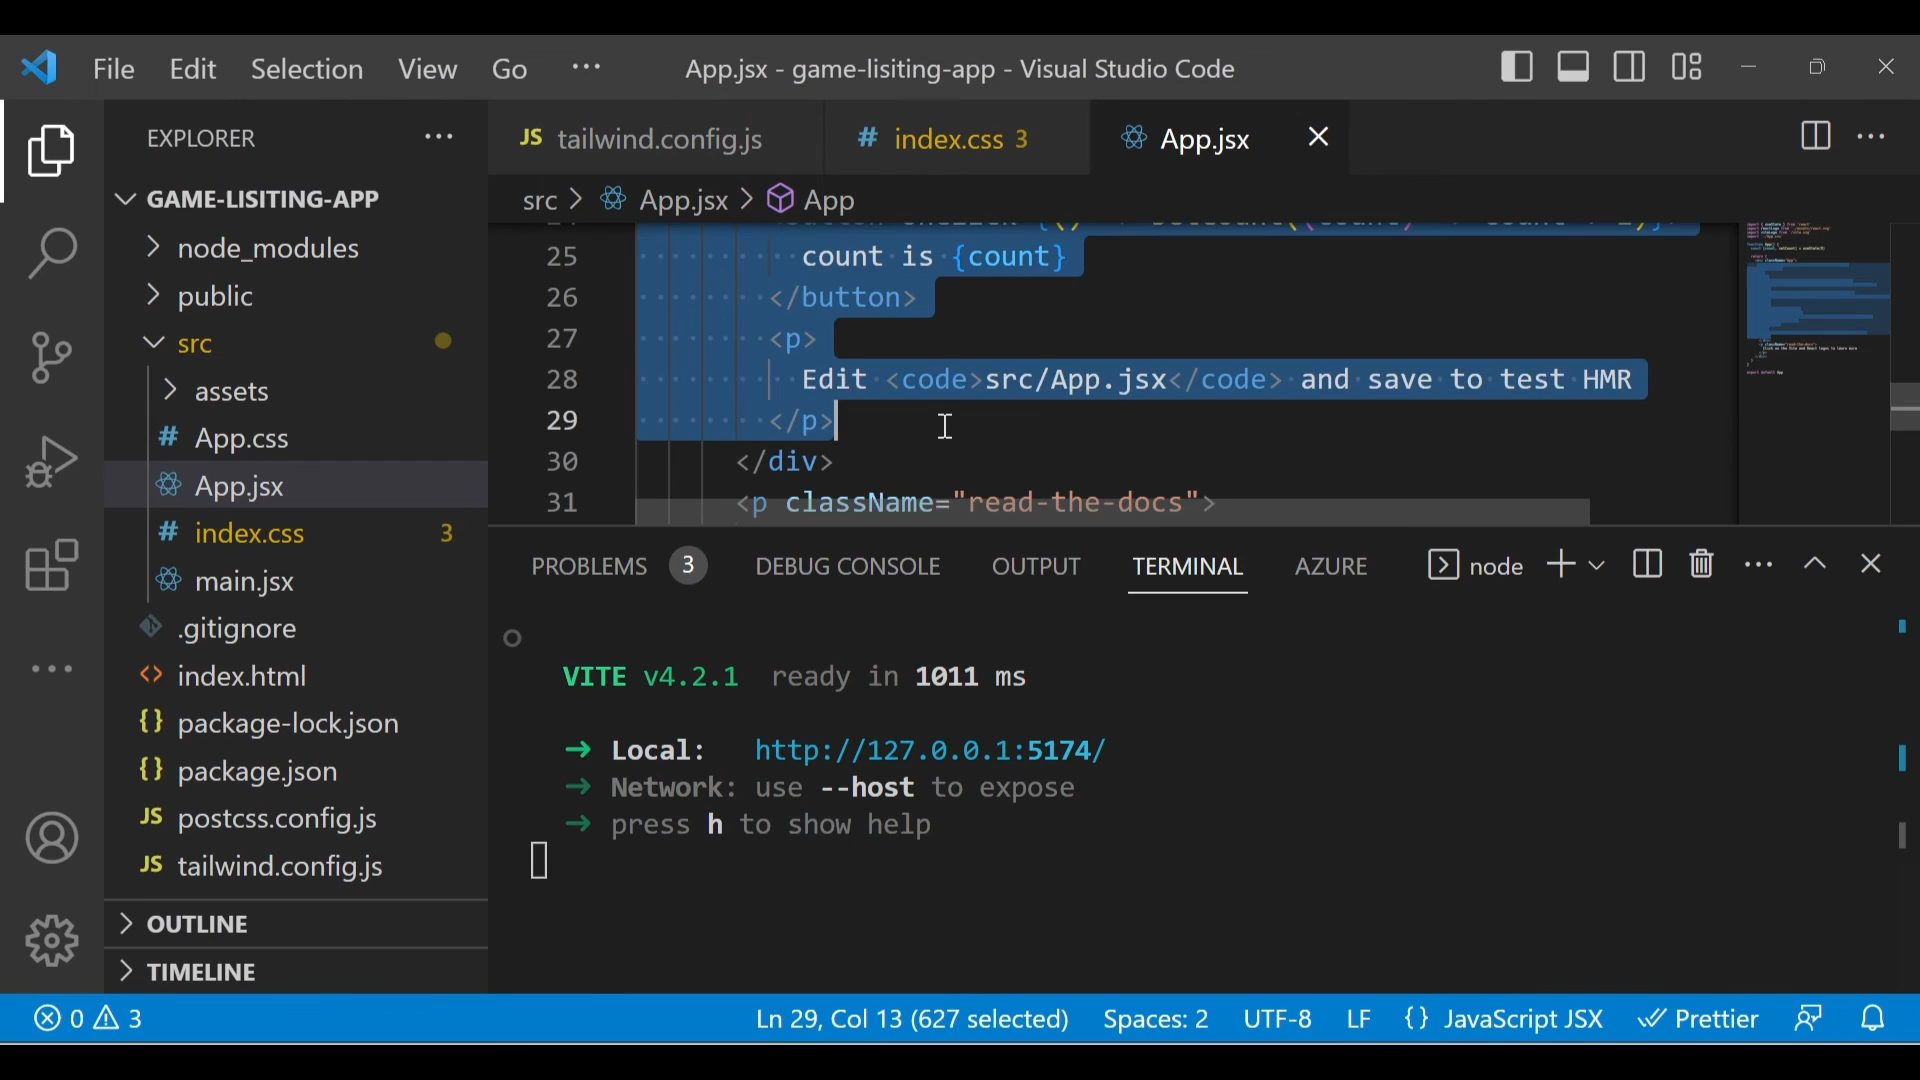 File Edit Selection View Go ··· App.jsx - game-lisiting-app - Visual Studio Code
EXPLORER ···
JS tailwind.config.js # index.css 3 App.jsx
src > App.jsx > App
GAME-LISITING-APP
node_modules
public
src
assets
# App.css
App.jsx
# index.css 3
main.jsx
.gitignore
<> index.html
{} package-lock.json
{} package.json
JS postcss.config.js
JS tailwind.config.js
OUTLINE
TIMELINE
25 count is {count}
26 </button>
27 <p>
28 Edit <code>src/App.jsx</code> and save to test HMR
29 </p>
30 </div>
31 <p className="read-the-docs">
PROBLEMS 3 DEBUG CONSOLE OUTPUT TERMINAL AZURE node
VITE v4.2.1 ready in 1011 ms
➜ Local: http://127.0.0.1:5174/
➜ Network: use --host to expose
➜ press h to show help
0 3 Ln 29, Col 13 (627 selected) Spaces: 2 UTF-8 LF {} JavaScript JSX Prettier